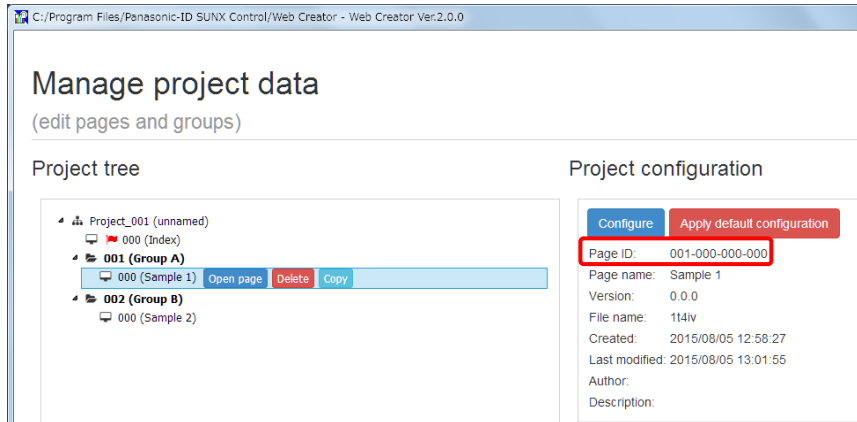 C:/Program Files/Panasonic-ID SUNX Control/Web Creator - Web Creator Ver.2.0.0
Manage project data
(edit pages and groups)
Project tree
Project_001 (unnamed)
000 (Index)
001 (Group A)
000 (Sample 1) Open page Delete Copy
002 (Group B)
000 (Sample 2)
Project configuration
Configure Apply default configuration
Page ID: 001-000-000-000
Page name: Sample 1
Version: 0.0.0
File name: 1t4iv
Created: 2015/08/05 12:58:27
Last modified: 2015/08/05 13:01:55
Author:
Description: